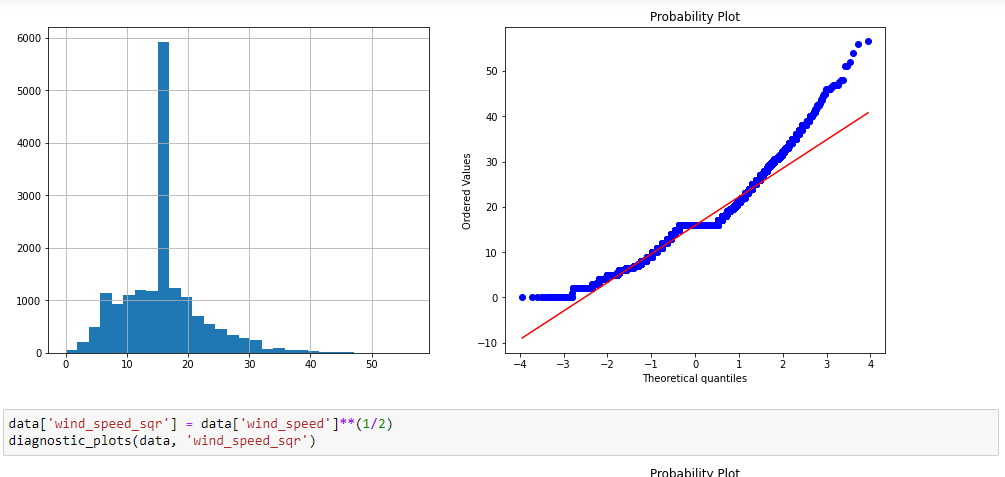 Probability Plot
6000
5000
4000
3000
2000
1000
0
0 10 20 30 40 50
50
40
30
20
10
0
−10
Ordered Values
−4 −3 −2 −1 0 1 2 3 4
Theoretical quantiles
data['wind_speed_sqr'] = data['wind_speed']**(1/2)
diagnostic_plots(data, 'wind_speed_sqr')
Probability Plot